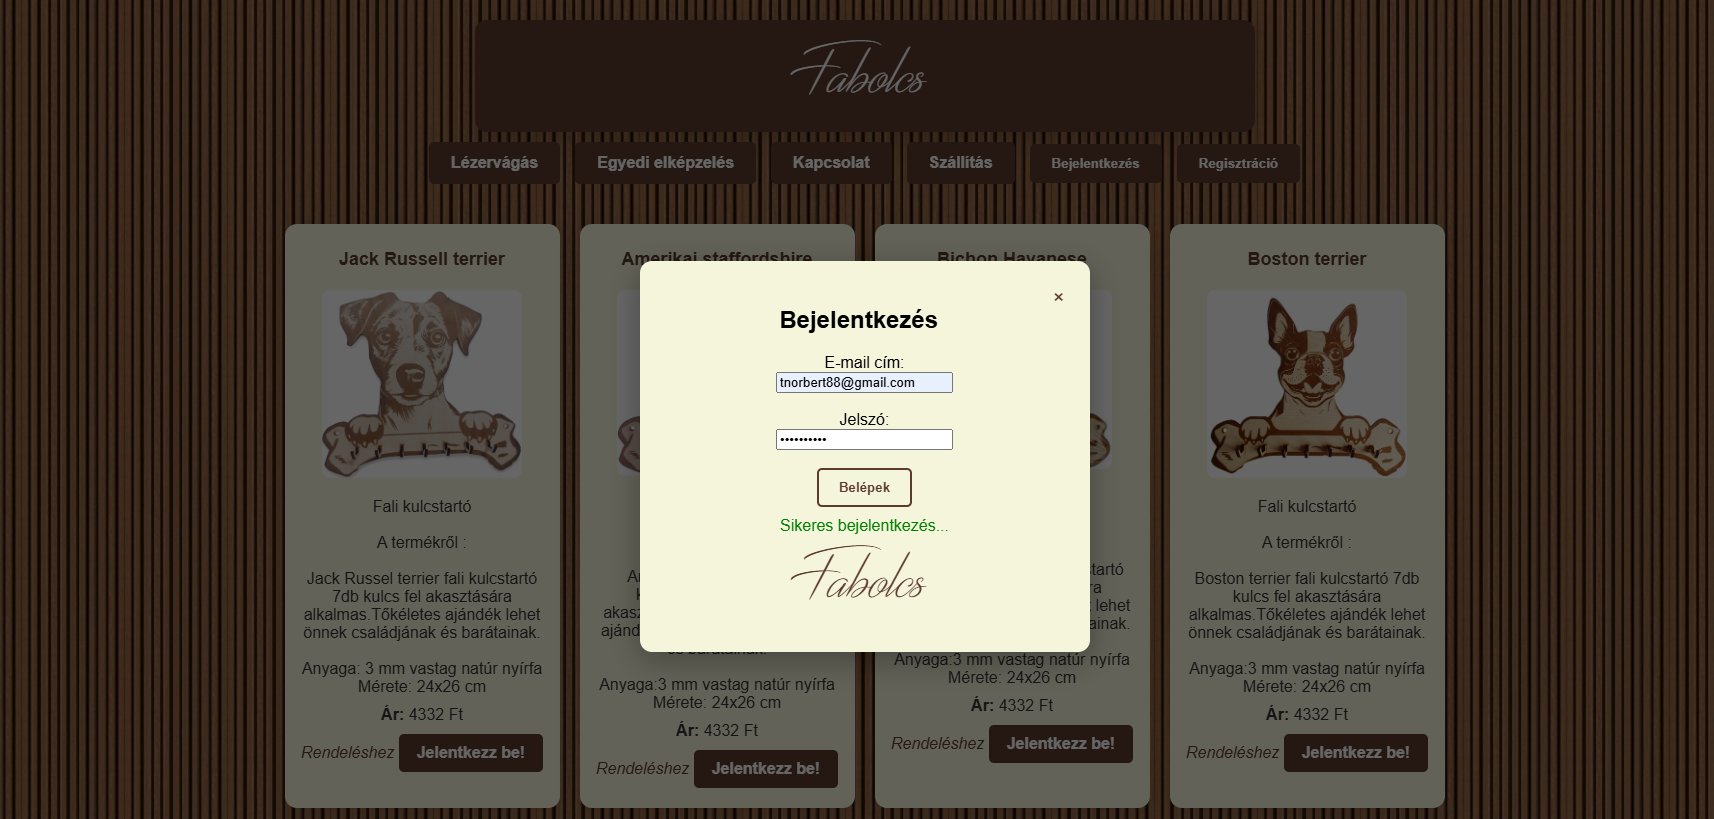 Fabolcs
Lézervágás
Egyedi elképzelés
Kapcsolat
Szállítás
Bejelentkezés
Regisztráció
Jack Russell terrier
Fali kulcstartó
A termékről :
Jack Russel terrier fali kulcstartó
7db kulcs fel akasztására
alkalmas.Tőkéletes ajándék lehet
önnek családjának és barátainak.
Anyaga: 3 mm vastag natúr nyírfa
Mérete: 24x26 cm
Ár: 4332 Ft
Rendeléshez Jelentkezz be!
Amerikai staffordshire
Anyaga:3 mm vastag natúr nyírfa
Mérete: 24x26 cm
Ár: 4332 Ft
Rendeléshez Jelentkezz be!
Bichon Havanese
lehet
Anyaga:3 mm vastag natúr nyírfa
Mérete: 24x26 cm
Ár: 4332 Ft
Rendeléshez Jelentkezz be!
Boston terrier
Fali kulcstartó
A termékről :
Boston terrier fali kulcstartó 7db
kulcs fel akasztására
alkalmas.Tőkéletes ajándék lehet
önnek családjának és barátainak.
Anyaga:3 mm vastag natúr nyírfa
Mérete: 24x26 cm
Ár: 4332 Ft
Rendeléshez Jelentkezz be!
×
Bejelentkezés
E-mail cím:
tnorbert88@gmail.com
Jelszó:
••••••••••
Belépek
Sikeres bejelentkezés...
Fabolcs